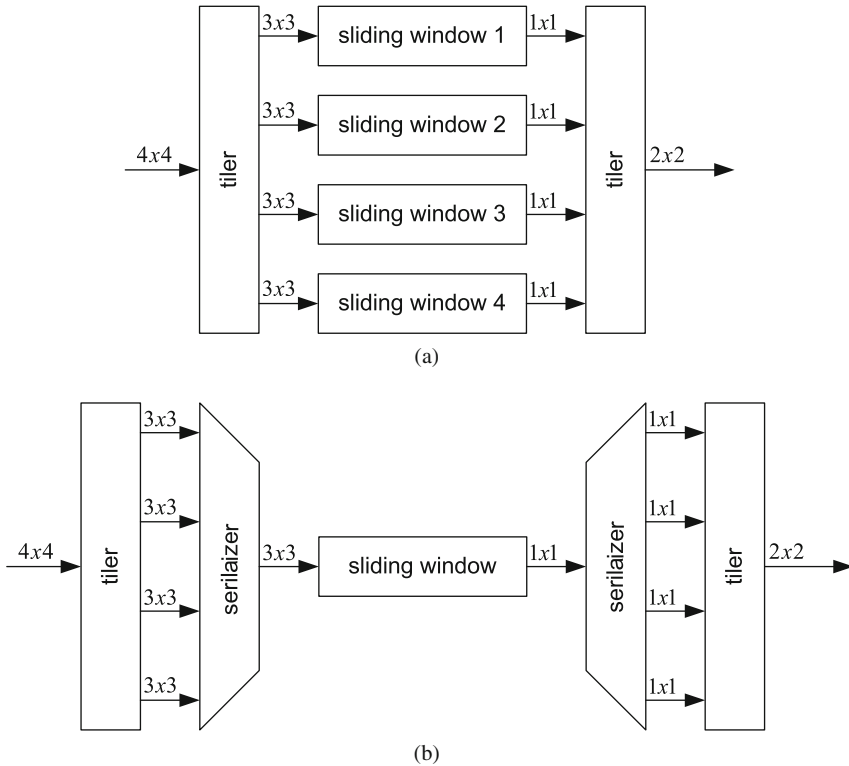 3x3
sliding window 1
1x1
3x3
sliding window 2
1x1
4x4
tiler
tiler
2x2
3x3
sliding window 3
1x1
3x3
sliding window 4
1x1
(a)
3x3
1x1
3x3
1x1
4x4
tiler
serilaizer
3x3
sliding window
1x1
serilaizer
tiler
2x2
3x3
1x1
3x3
1x1
(b)